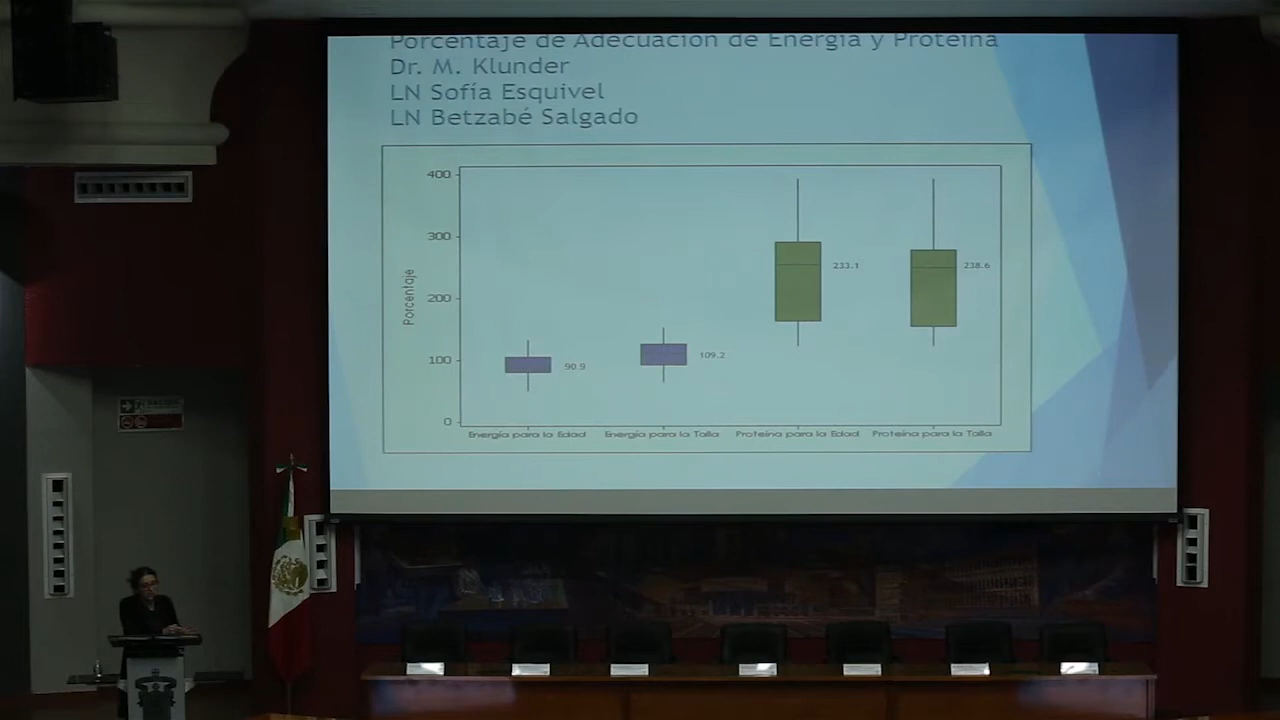 Porcentaje de Adecuación de Energía y Proteína
Dr. M. Klunder
LN Sofía Esquivel
LN Betzabé Salgado
400
300
200
100
0
Porcentaje
90.9
109.2
233.1
238.6
Energía para la Edad
Energía para la Talla
Proteína para la Edad
Proteína para la Talla